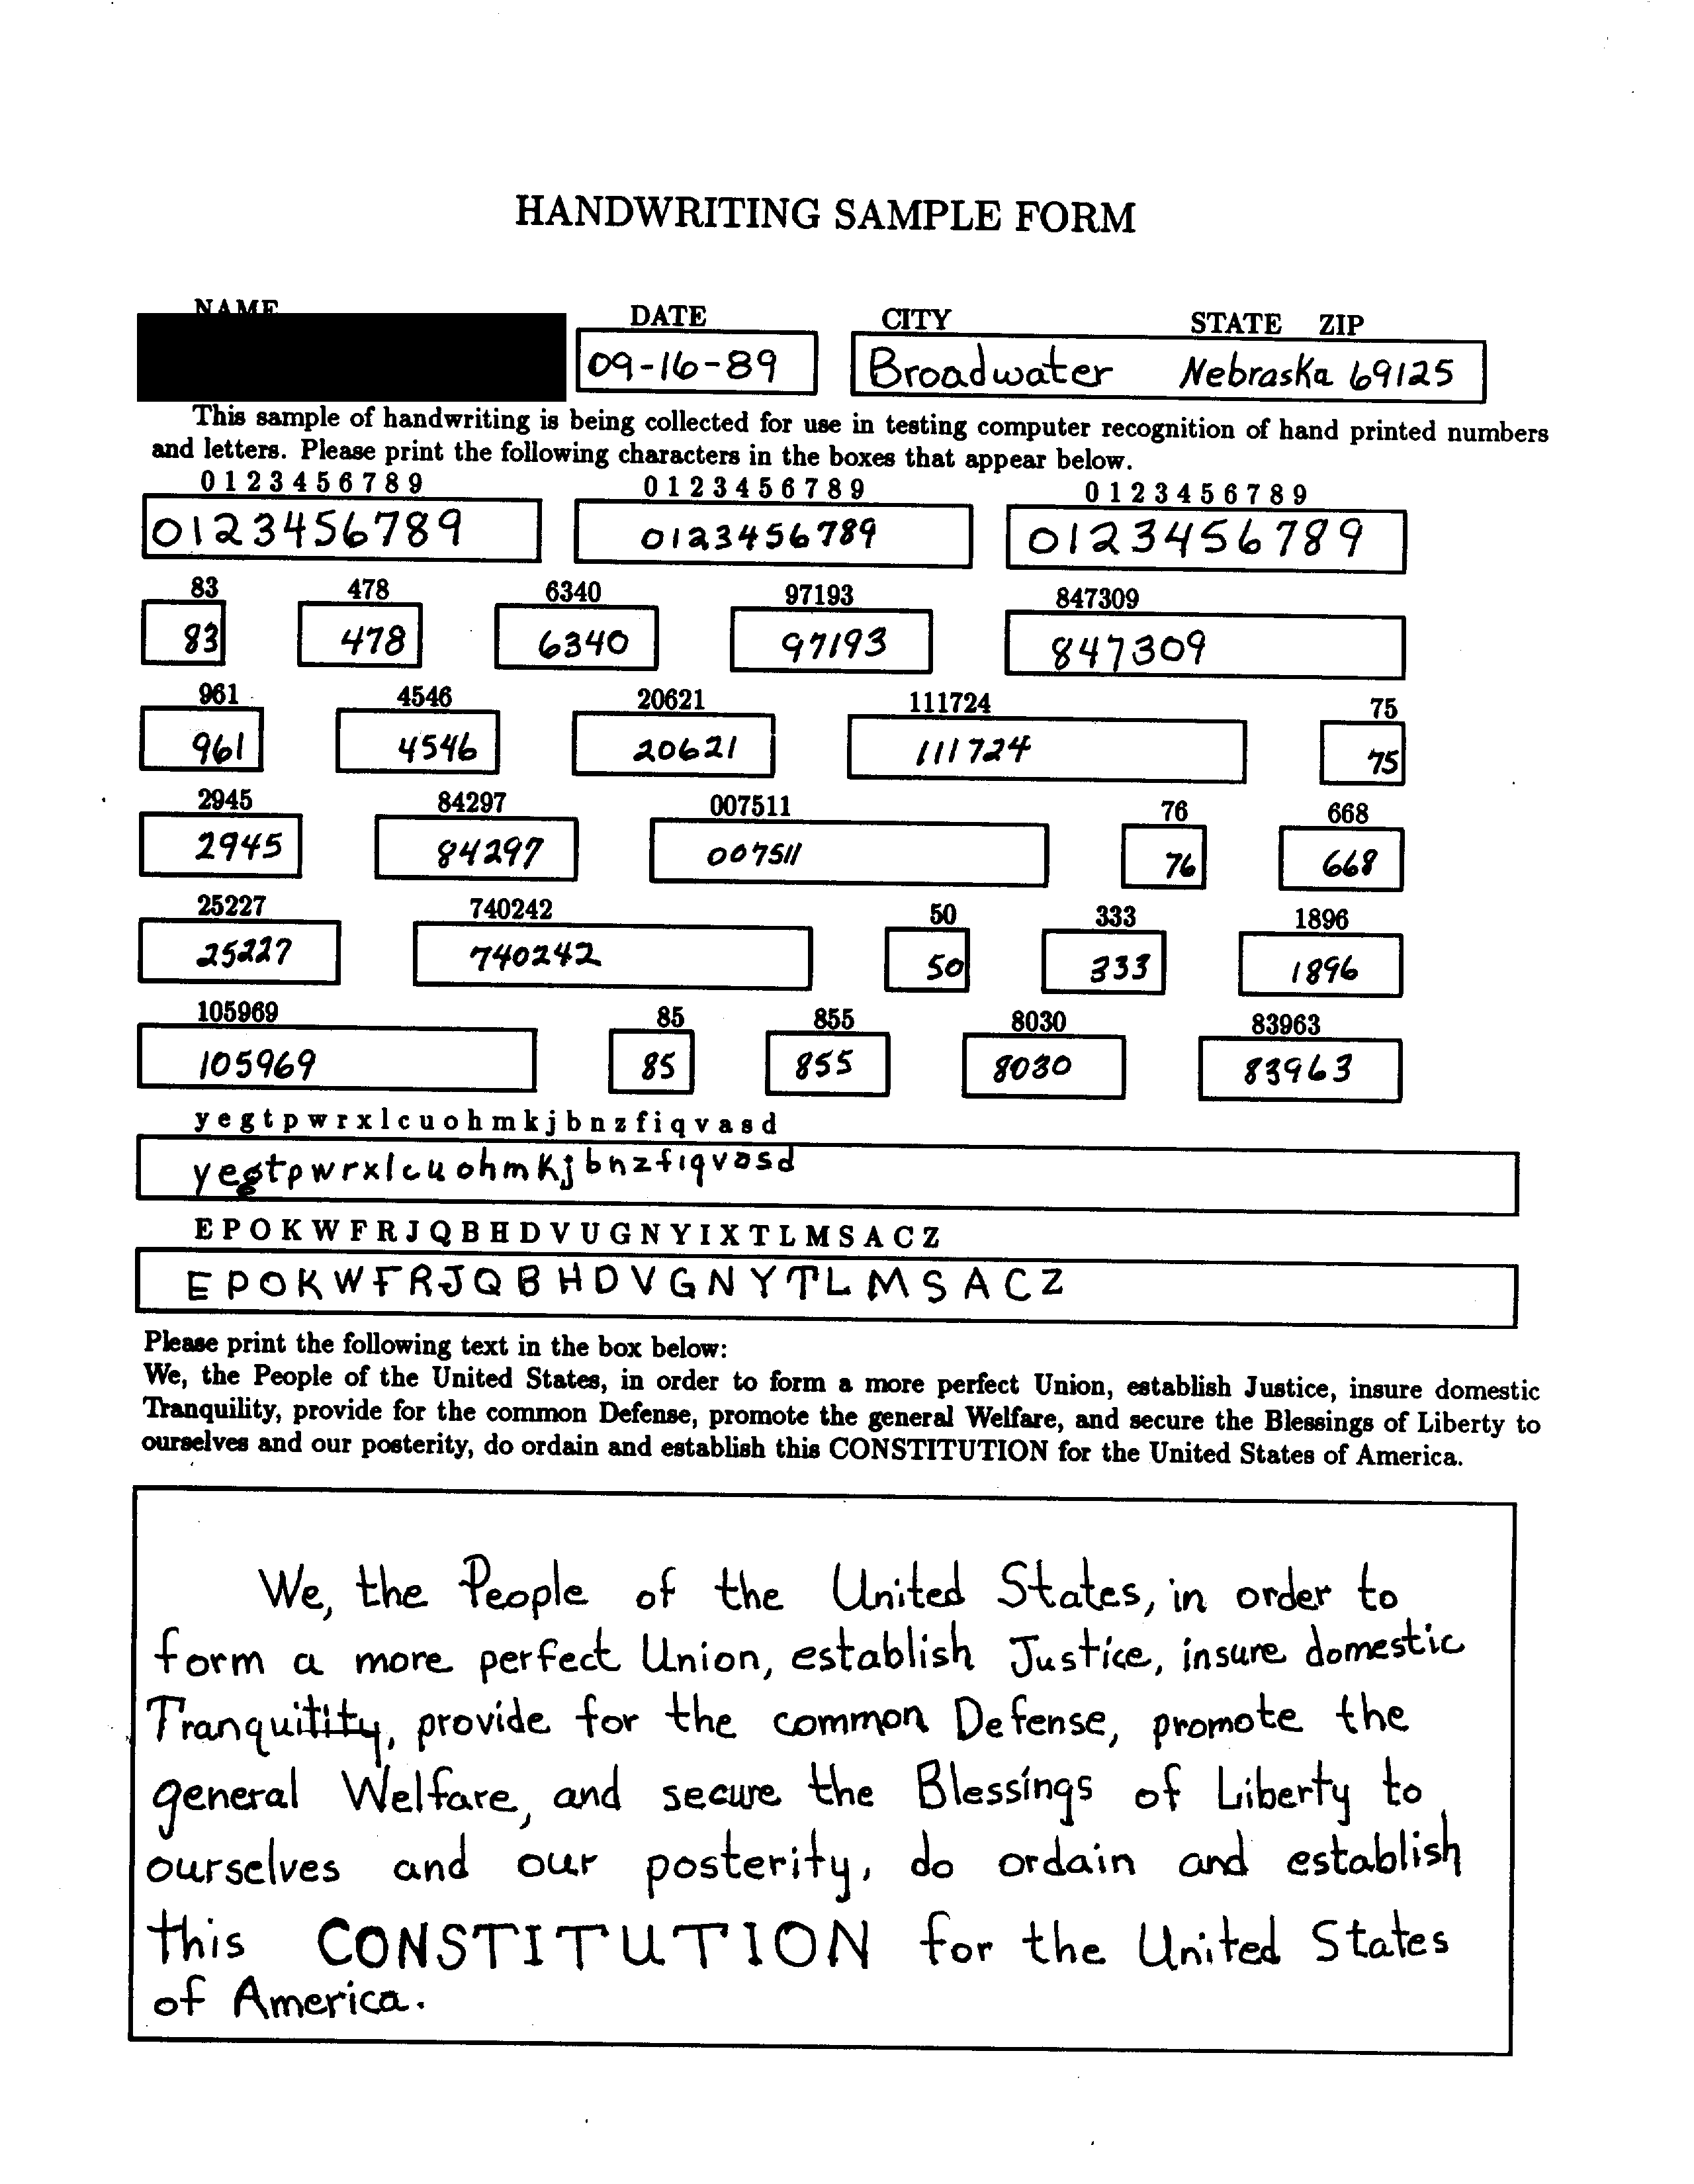 HANDWRITING SAMPLE FORM
NAME DATE CITY STATE ZIP
09-16-89 Broadwater Nebraska 69125
This sample of handwriting is being collected for use in testing computer recognition of hand printed numbers
and letters. Please print the following characters in the boxes that appear below.
0 1 2 3 4 5 6 7 8 9 0 1 2 3 4 5 6 7 8 9 0 1 2 3 4 5 6 7 8 9
0123456789 0123456789 0123456789
83 478 6340 97193 847309
83 478 6340 97193 847309
961 4546 20621 111724 75
961 4546 20621 111724 75
2945 84297 007511 76 668
2945 84297 007511 76 668
25227 740242 50 333 1896
25227 740242 50 333 1896
105969 85 855 8030 83963
105969 85 855 8030 83963
y e g t p w r x l c u o h m k j b n z f i q v a s d
yegtpwrxlcuohmkjbnzfiqvasd
E P O K W F R J Q B H D V U G N Y I X T L M S A C Z
E P O K W F R J Q B H D V G N Y T L M S A C Z
Please print the following text in the box below:
We, the People of the United States, in order to form a more perfect Union, establish Justice, insure domestic
Tranquility, provide for the common Defense, promote the general Welfare, and secure the Blessings of Liberty to
ourselves and our posterity, do ordain and establish this CONSTITUTION for the United States of America.
We, the People of the United States, in order to
form a more perfect Union, establish Justice, insure domestic
Tranquitity, provide for the common Defense, promote the
general Welfare, and secure the Blessings of Liberty to
ourselves and our posterity, do ordain and establish
this CONSTITUTION for the United States
of America.